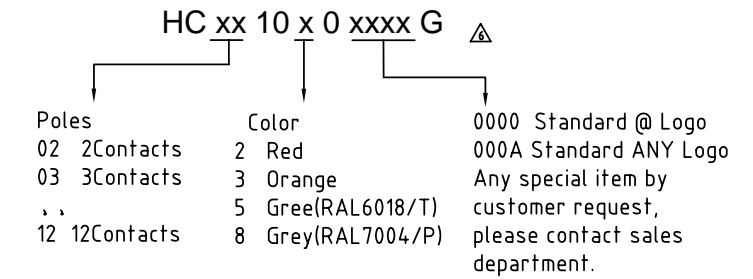 HC xx 10 x 0 xxxx G 6
Poles
02 2Contacts
03 3Contacts
、、
12 12Contacts
Color
2 Red
3 Orange
5 Gree(RAL6018/T)
8 Grey(RAL7004/P)
0000 Standard @ Logo
000A Standard ANY Logo
Any special item by
customer request,
please contact sales
department.